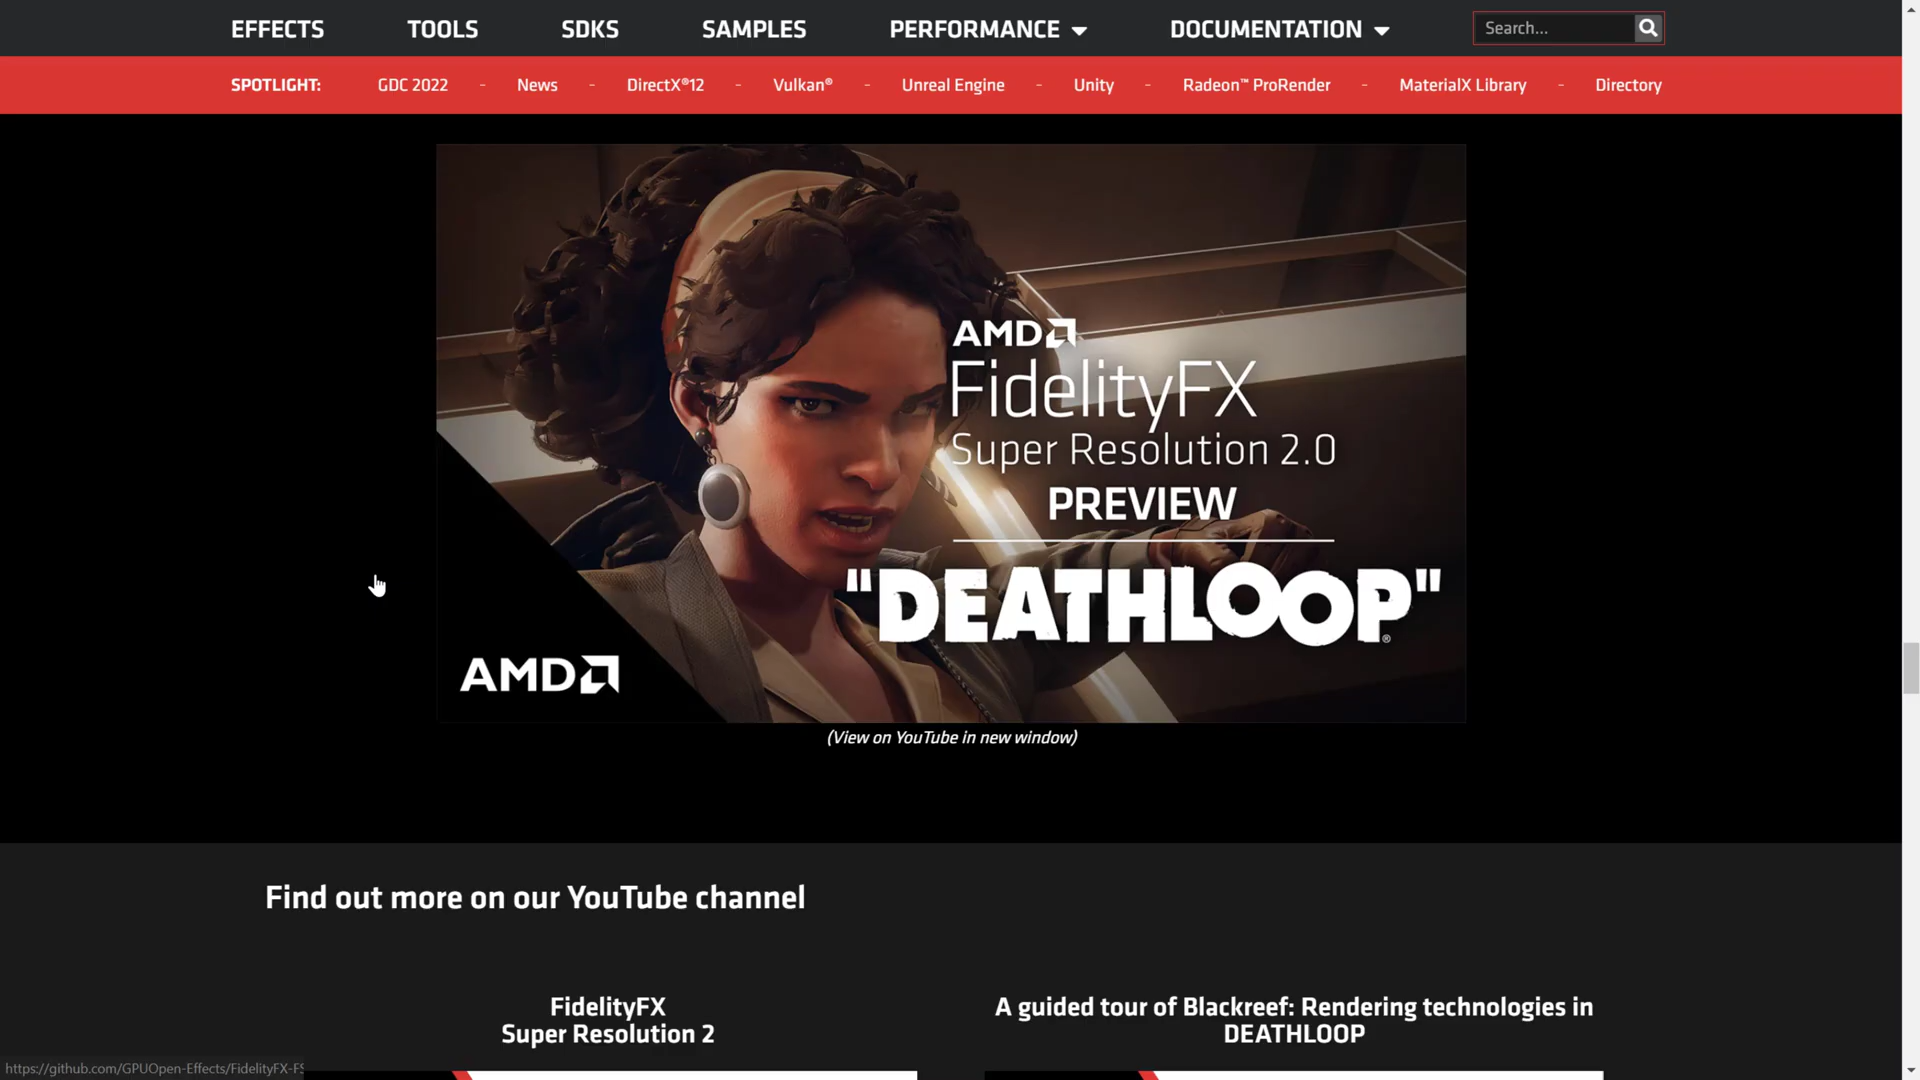 EFFECTS TOOLS SDKS SAMPLES PERFORMANCE DOCUMENTATION Search...
SPOTLIGHT: GDC 2022 - News - DirectX®12 - Vulkan® - Unreal Engine - Unity - Radeon™ ProRender - MaterialX Library - Directory
AMD
FidelityFX
Super Resolution 2.0
PREVIEW
"DEATHLOOP"®
AMD
(View on YouTube in new window)
Find out more on our YouTube channel
FidelityFX
Super Resolution 2
A guided tour of Blackreef: Rendering technologies in
DEATHLOOP
https://github.com/GPUOpen-Effects/FidelityFX-FS